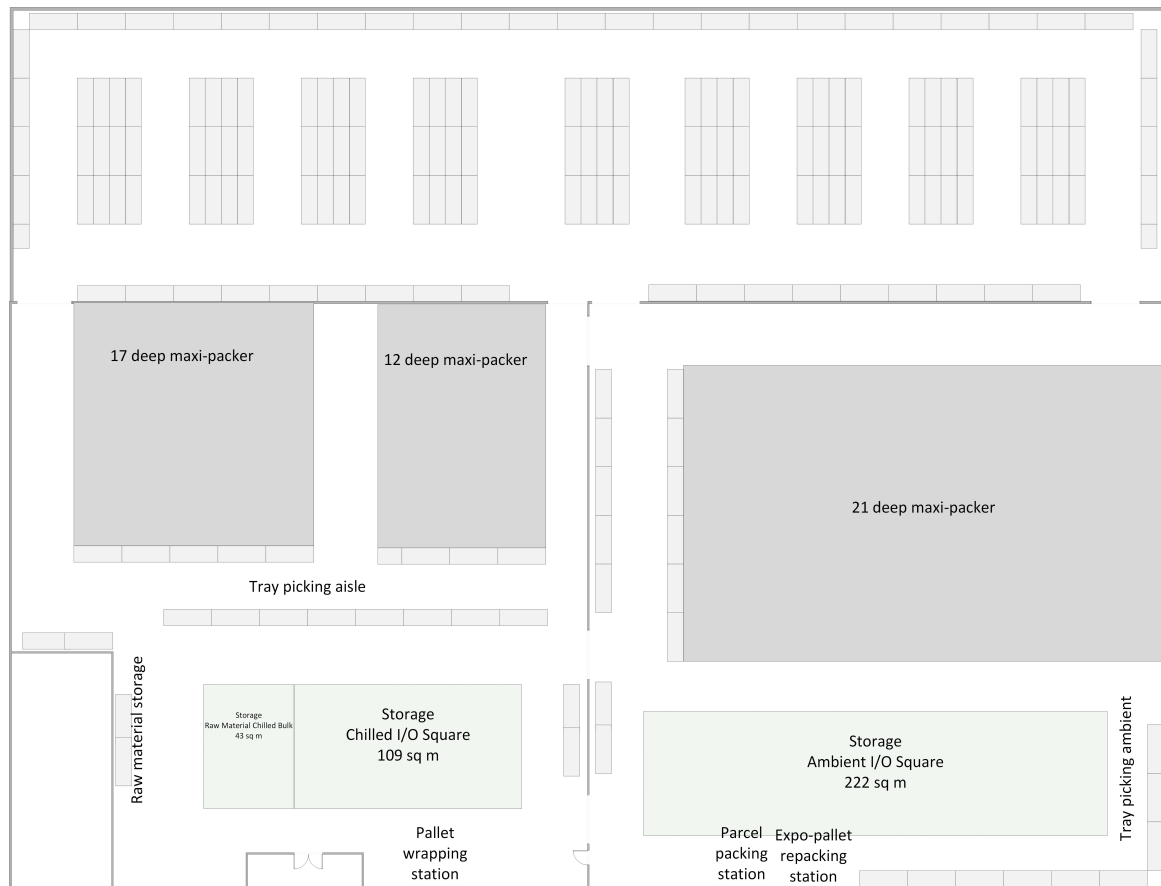 17 deep maxi-packer
12 deep maxi-packer
21 deep maxi-packer
Tray picking aisle
Raw material storage
Storage
Raw Material Chilled Bulk
43 sq m
Storage
Chilled I/O Square
109 sq m
Storage
Ambient I/O Square
222 sq m
Tray picking ambient
Pallet
wrapping
station
Parcel
packing
station
Expo-pallet
repacking
station